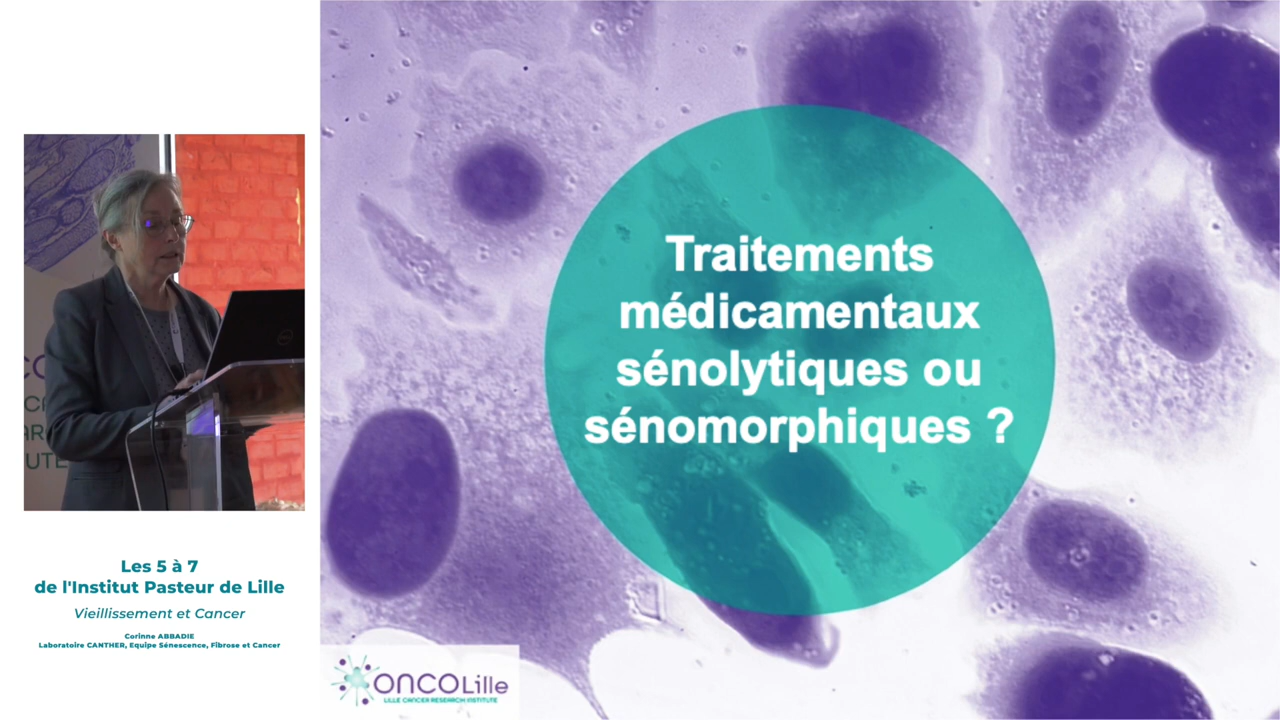 Traitements
médicamentaux
sénolytiques ou
sénomorphiques ?
Les 5 à 7
de l'Institut Pasteur de Lille
Vieillissement et Cancer
Corinne ABBADIE
Laboratoire CANTHER, Equipe Sénescence, Fibrose et Cancer
ONCOLille
LILLE CANCER RESEARCH INSTITUTE